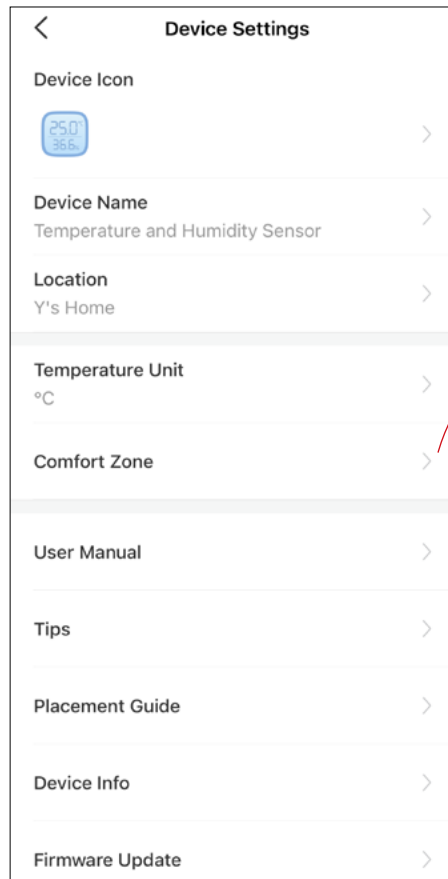 Device Settings
Device Icon
25.0°
36.6%
Device Name
Temperature and Humidity Sensor
Location
Y's Home
Temperature Unit
°C
Comfort Zone
User Manual
Tips
Placement Guide
Device Info
Firmware Update